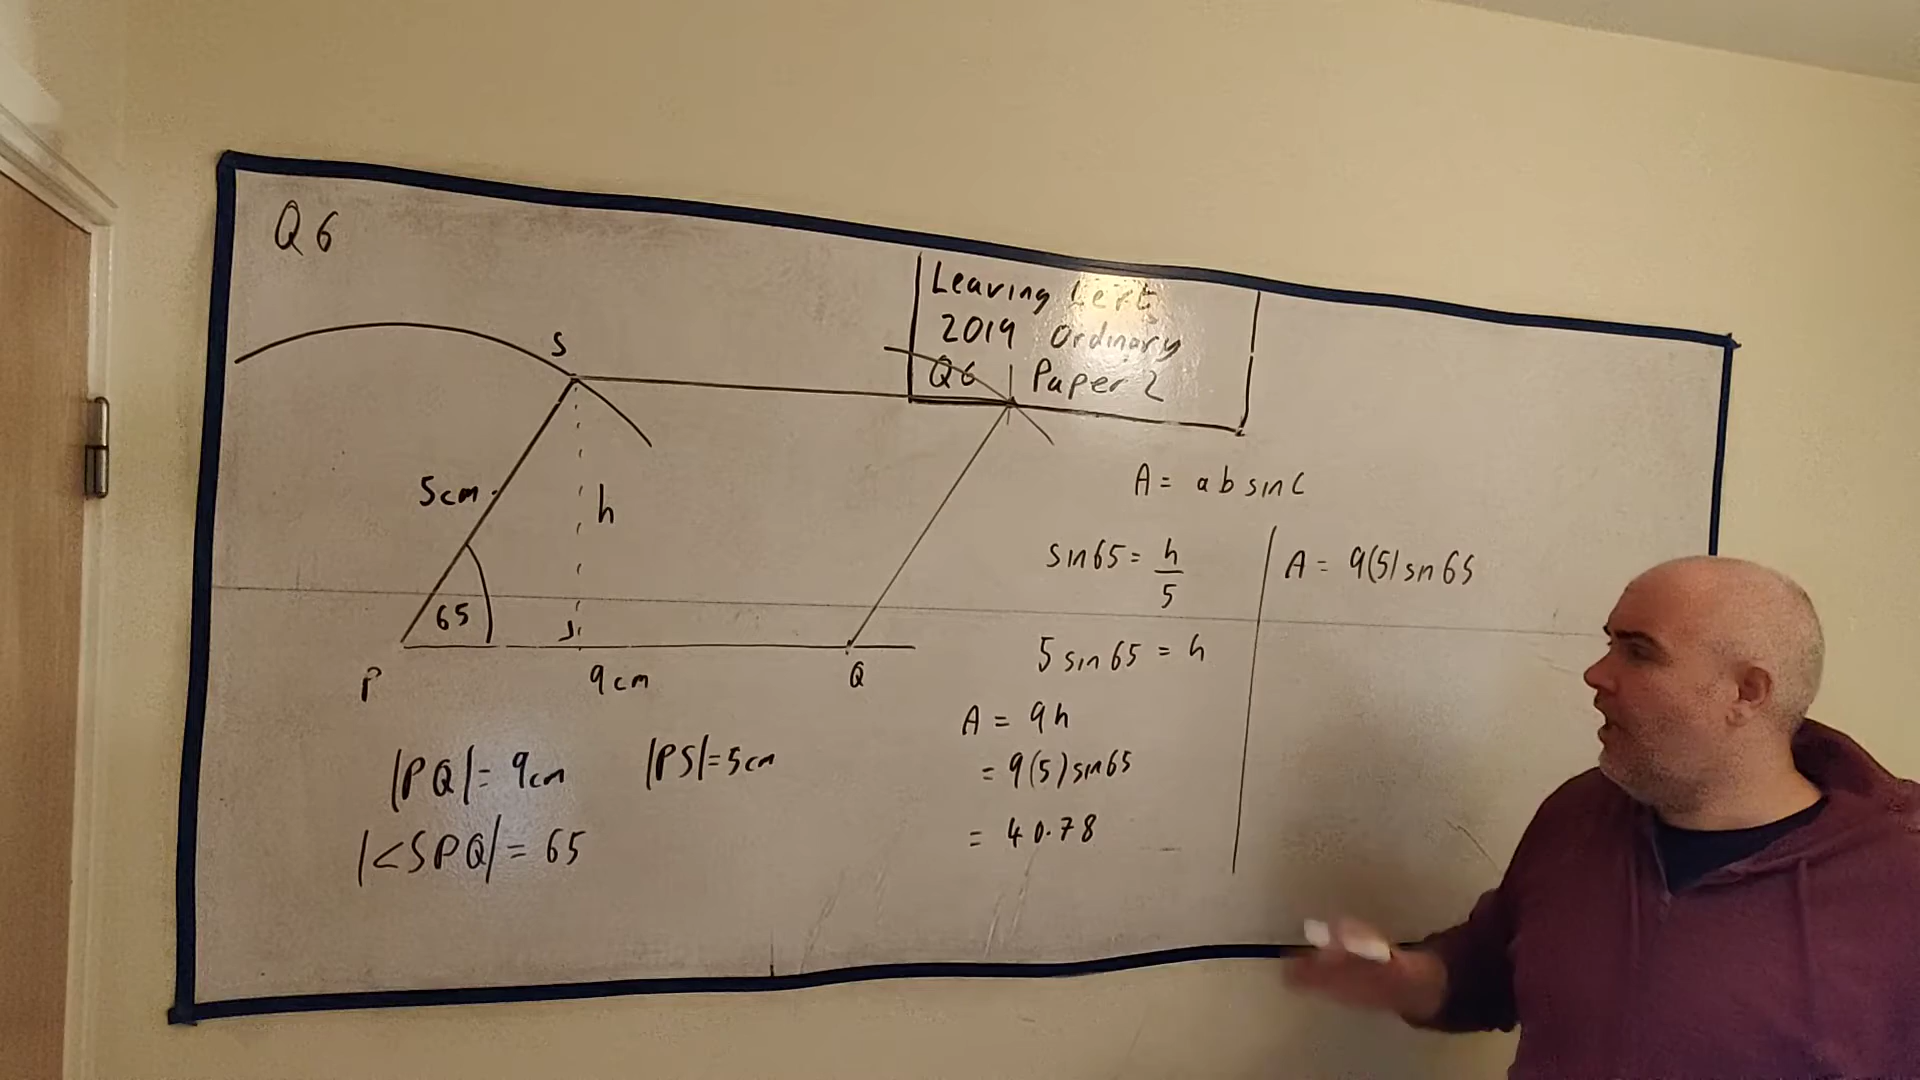 Q6
Leaving Cert
2019 Ordinary
Q6 Paper 2
S
5cm
h
65
P
9cm
Q
|PQ| = 9cm
|PS| = 5cm
|<SPQ| = 65
A = ab sin C
sin 65 = h/5
5 sin 65 = h
A = 9h
= 9(5) sin 65
= 40.78
A = 9(5) sin 65